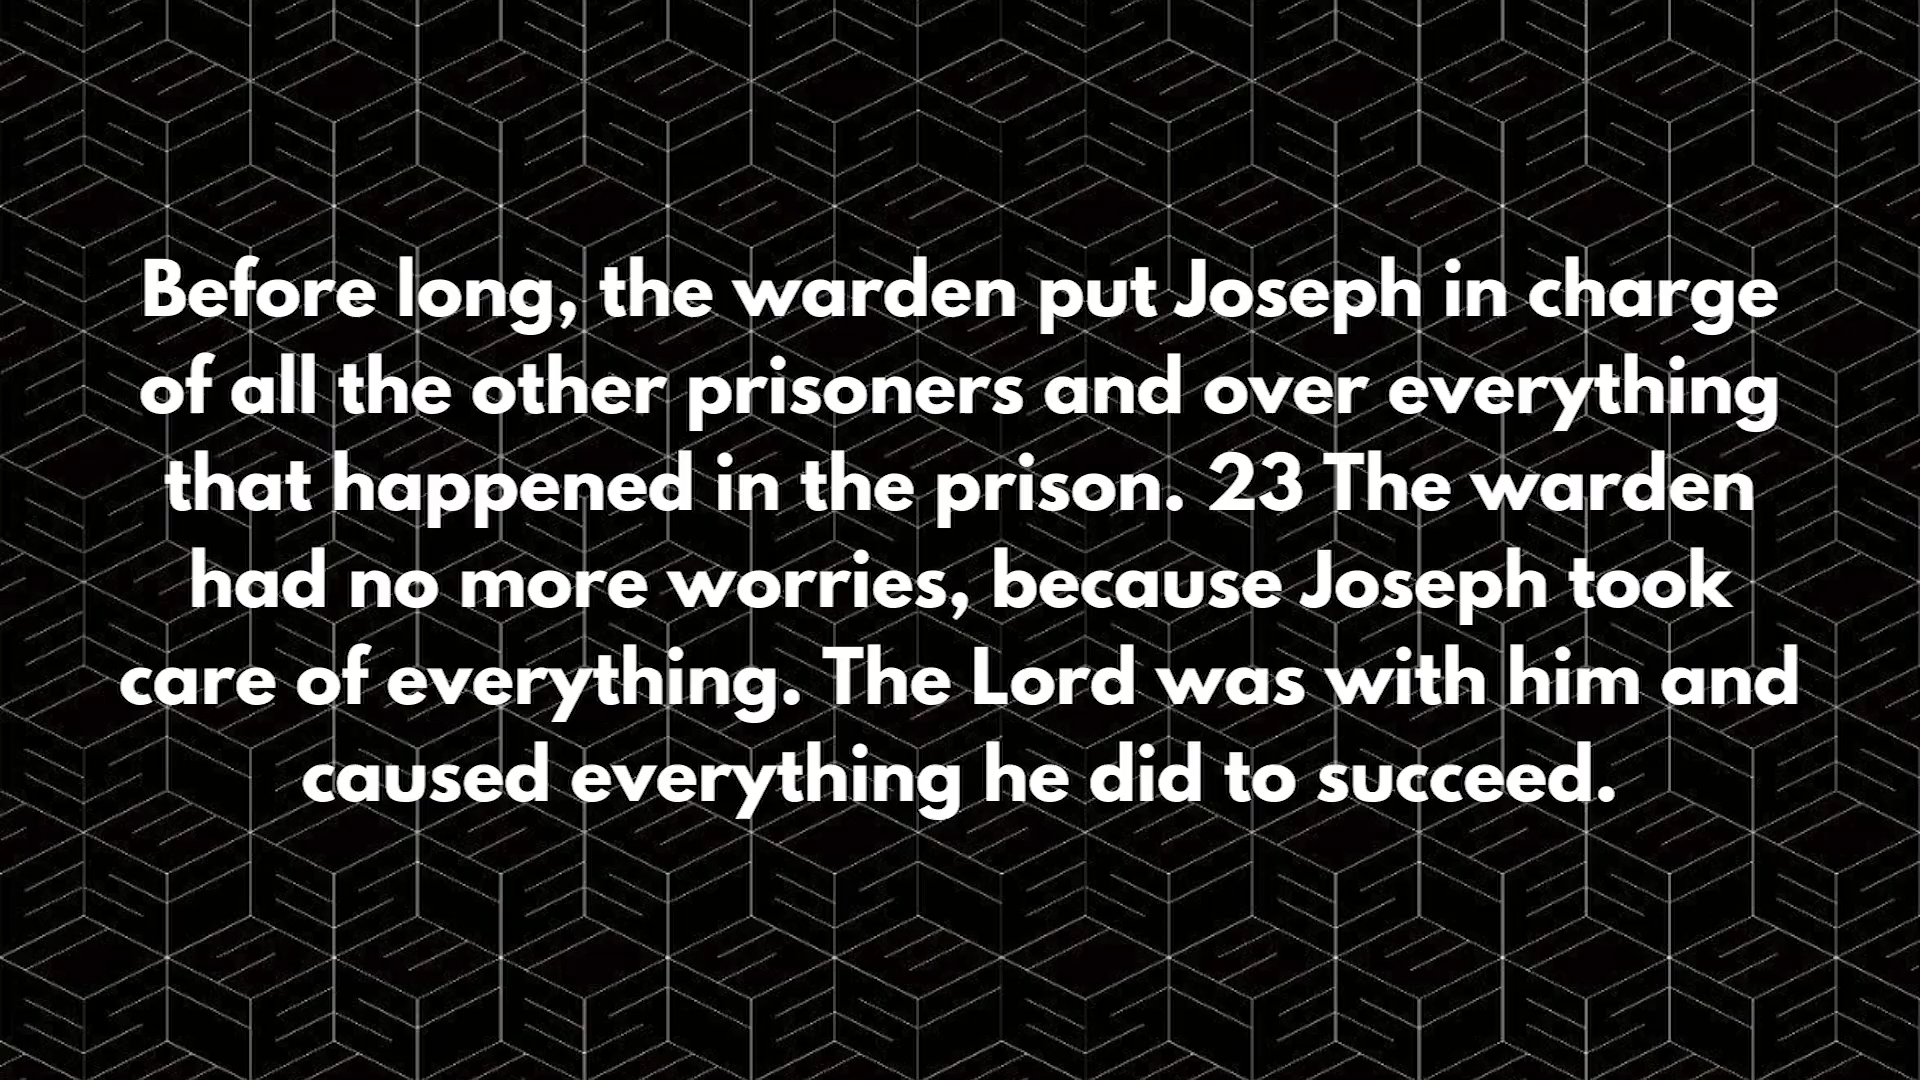 Before long, the warden put Joseph in charge
of all the other prisoners and over everything
that happened in the prison. 23 The warden
had no more worries, because Joseph took
care of everything. The Lord was with him and
caused everything he did to succeed.